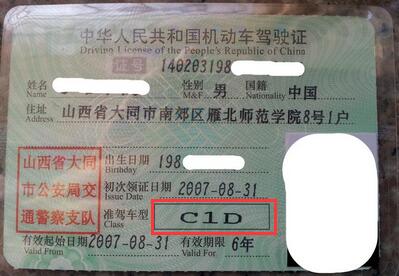 中华人民共和国机动车驾驶证
Driving License of the People's Republic of China
证号 140203198
姓名 性别 男 国籍 中国
Name M&F Nationality
住址 山西省大同市南郊区雁北师范学院8号1户
Address
山西省大同
市公安局交
通警察支队
出生日期 198
Birthday
初次领证日期 2007-08-31
Issue Date
准驾车型 C1D
Class
有效起始日期 2007-08-31 有效期限 6年
Valid From Valid For